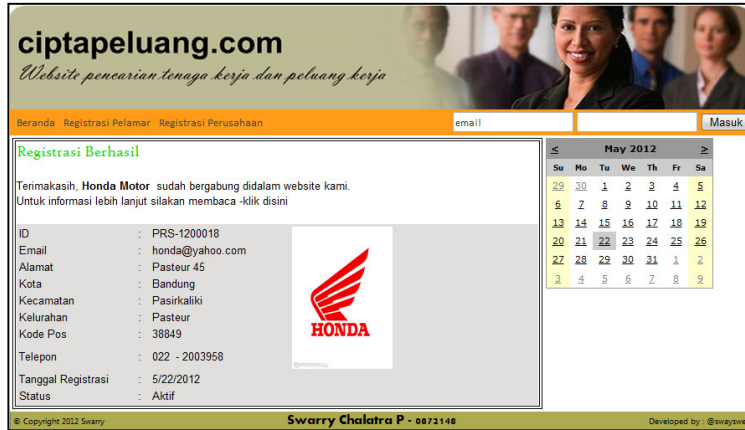 ciptapeluang.com
Website pencarian tenaga kerja dan peluang kerja
Beranda Registrasi Pelamar Registrasi Perusahaan email Masuk
Registrasi Berhasil
Terimakasih, Honda Motor sudah bergabung didalam website kami.
Untuk informasi lebih lanjut silakan membaca -klik disini
ID : PRS-1200018
Email : honda@yahoo.com
Alamat : Pasteur 45
Kota : Bandung
Kecamatan : Pasirkaliki
Kelurahan : Pasteur
Kode Pos : 38849
Telepon : 022 - 2003958
Tanggal Registrasi : 5/22/2012
Status : Aktif
HONDA
< May 2012 >
Su Mo Tu We Th Fr Sa
29 30 1 2 3 4 5
6 7 8 9 10 11 12
13 14 15 16 17 18 19
20 21 22 23 24 25 26
27 28 29 30 31 1 2
3 4 5 6 7 8 9
© Copyright 2012 Swarry Swarry Chalatra P - 0872148 Developed by : @swayswa